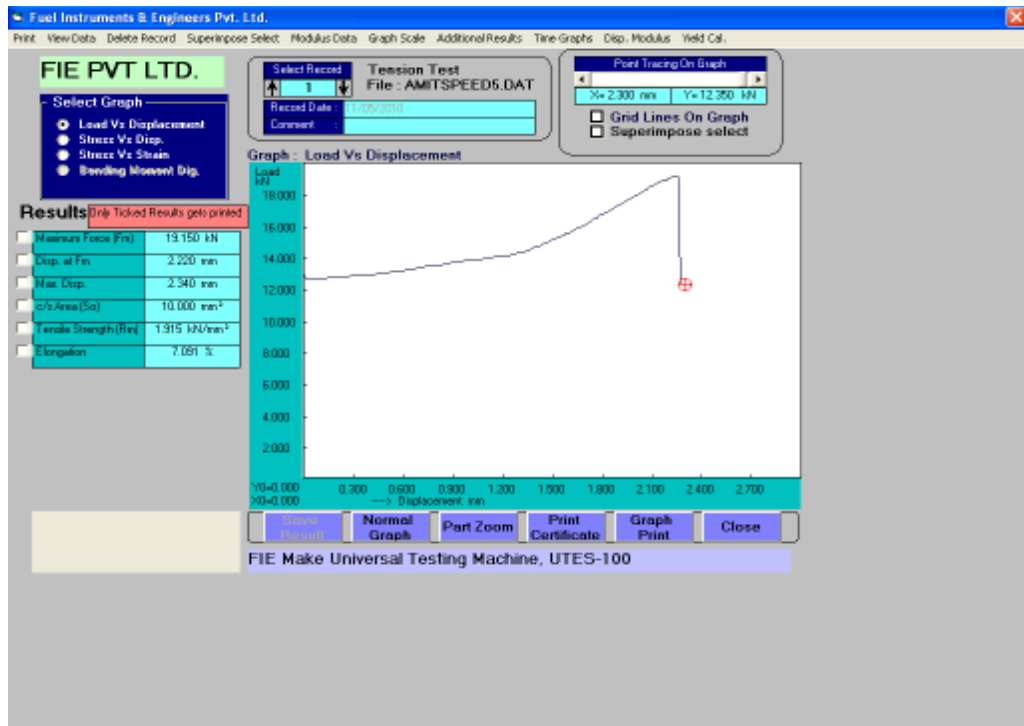 Fuel Instruments & Engineers Pvt. Ltd.
Print View Data Delete Record Superimpose Select Modulus Data Graph Scale Additional Results Time Graphs Disp. Modulus Yield Cal.
FIE PVT LTD.
Select Graph
Load Vs Displacement
Stress Vs Disp.
Stress Vs Strain
Bending Moment Dig.
Select Record
1
Tension Test
File : AMITSPEED5.DAT
Record Date : 11/05/2010
Comment :
Point Tracing On Graph
X= 2.300 mm Y= 12.350 kN
Grid Lines On Graph
Superimpose select
Graph : Load Vs Displacement
Results Only Ticked Results gets printed
Maximum Force (Fm) 19.150 kN
Disp. at Fm 2.220 mm
Max. Disp. 2.340 mm
c/s Area (So) 10.000 mm²
Tensile Strength (Rm) 1.915 kN/mm²
Elongation 7.091 %
Load
kN
18.000
16.000
14.000
12.000
10.000
8.000
6.000
4.000
2.000
Y0=0.000
X0=0.000
0.300 0.600 0.900 1.200 1.500 1.800 2.100 2.400 2.700
---> Displacement mm
Save Result
Normal Graph
Part Zoom
Print Certificate
Graph Print
Close
FIE Make Universal Testing Machine, UTES-100